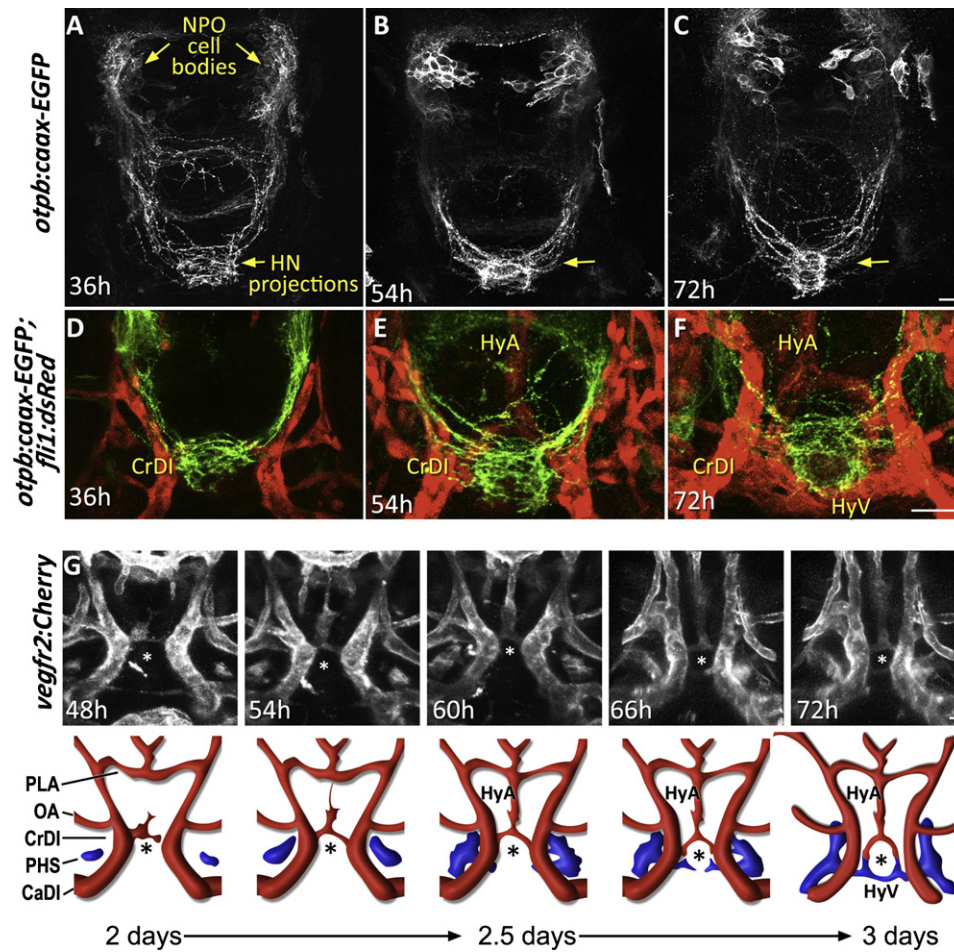 otpb:caax-EGFP
A
NPO
cell
bodies
HN
projections
36h
B
54h
C
72h
otpb:caax-EGFP;
fli1:dsRed
D
CrDI
36h
E
HyA
CrDI
54h
F
HyA
CrDI
HyV
72h
vegfr2:Cherry
G
*
48h
*
54h
*
60h
*
66h
*
72h
PLA
OA
CrDI
PHS
CaDI
*
*
HyA
*
HyA
*
HyA
*
HyV
2 days
2.5 days
3 days